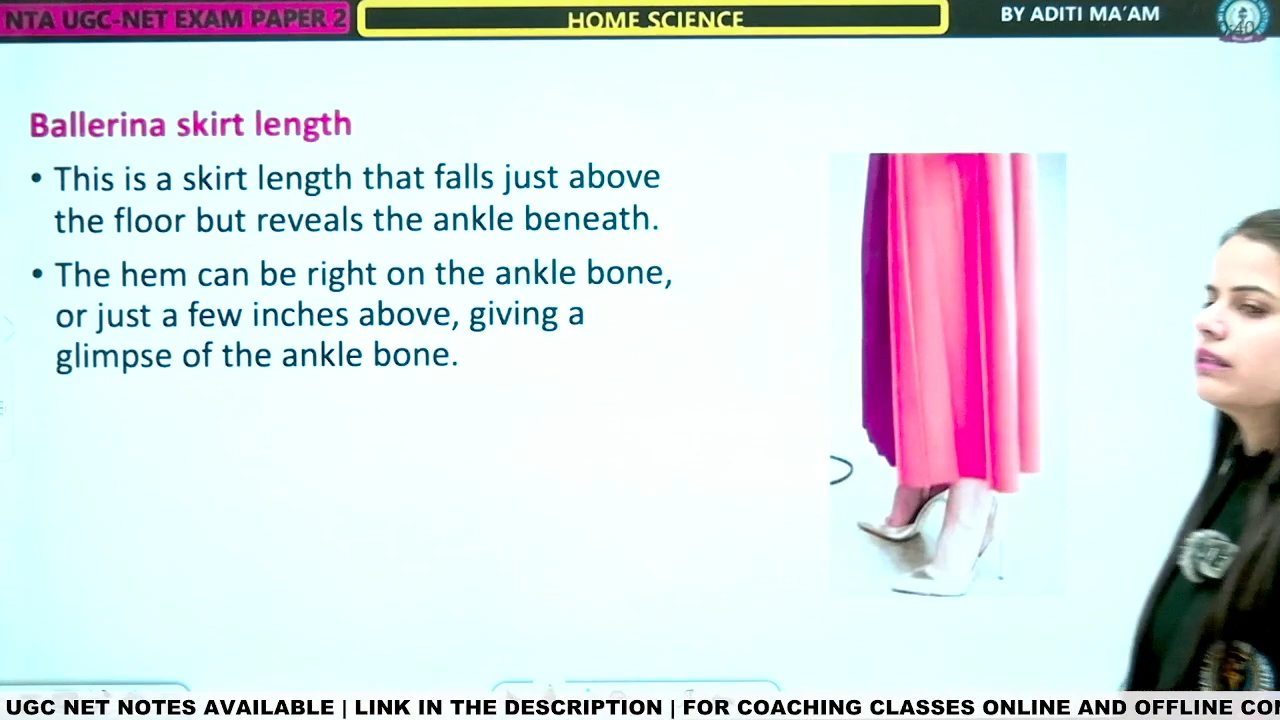 NTA UGC-NET EXAM PAPER 2
HOME SCIENCE
BY ADITI MA'AM
Ballerina skirt length
• This is a skirt length that falls just above
the floor but reveals the ankle beneath.
• The hem can be right on the ankle bone,
or just a few inches above, giving a
glimpse of the ankle bone.
UGC NET NOTES AVAILABLE | LINK IN THE DESCRIPTION | FOR COACHING CLASSES ONLINE AND OFFLINE